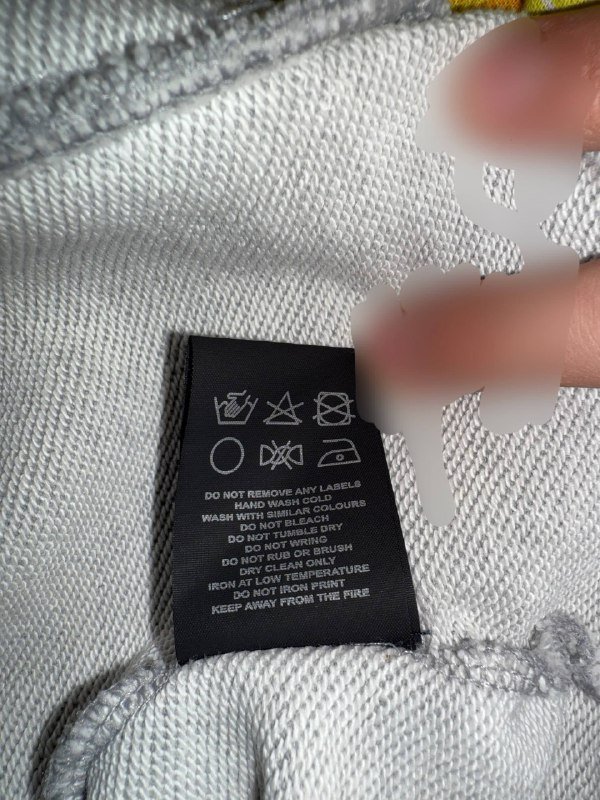 DO NOT REMOVE ANY LABELS
HAND WASH COLD
WASH WITH SIMILAR COLOURS
DO NOT BLEACH
DO NOT TUMBLE DRY
DO NOT WRING
DO NOT RUB OR BRUSH
DRY CLEAN ONLY
IRON AT LOW TEMPERATURE
DO NOT IRON PRINT
KEEP AWAY FROM THE FIRE